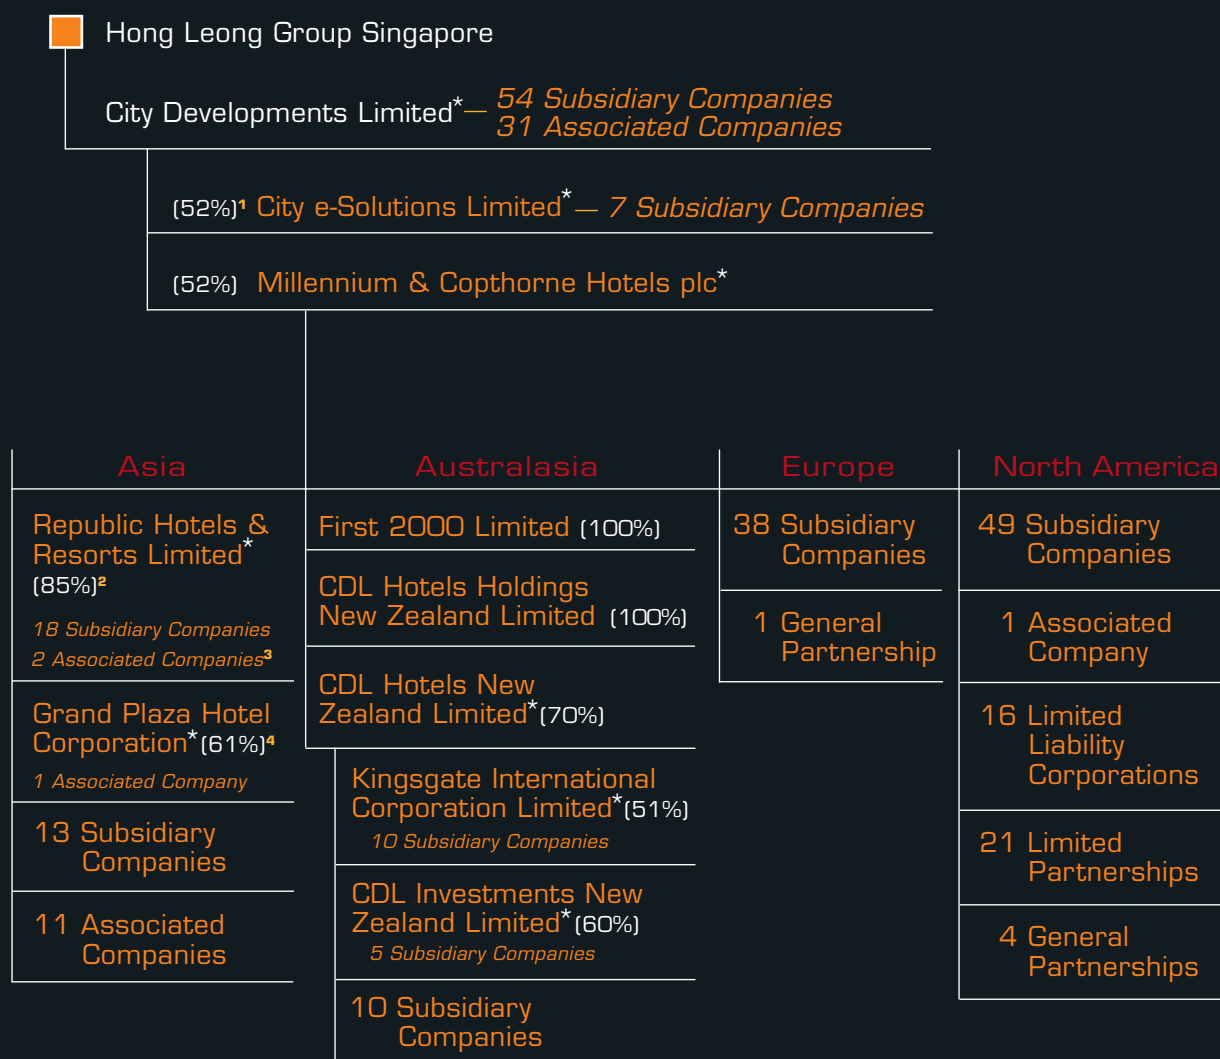 Hong Leong Group Singapore
City Developments Limited* — 54 Subsidiary Companies
31 Associated Companies
(52%)¹ City e-Solutions Limited* — 7 Subsidiary Companies
(52%) Millennium & Copthorne Hotels plc*
Asia
Republic Hotels &
Resorts Limited*
(85%)²
18 Subsidiary Companies
2 Associated Companies³
Grand Plaza Hotel
Corporation* (61%)⁴
1 Associated Company
13 Subsidiary
Companies
11 Associated
Companies
Australasia
First 2000 Limited (100%)
CDL Hotels Holdings
New Zealand Limited (100%)
CDL Hotels New
Zealand Limited* (70%)
Kingsgate International
Corporation Limited* (51%)
10 Subsidiary Companies
CDL Investments New
Zealand Limited* (60%)
5 Subsidiary Companies
10 Subsidiary
Companies
Europe
38 Subsidiary
Companies
1 General
Partnership
North America
49 Subsidiary
Companies
1 Associated
Company
16 Limited
Liability
Corporations
21 Limited
Partnerships
4 General
Partnerships